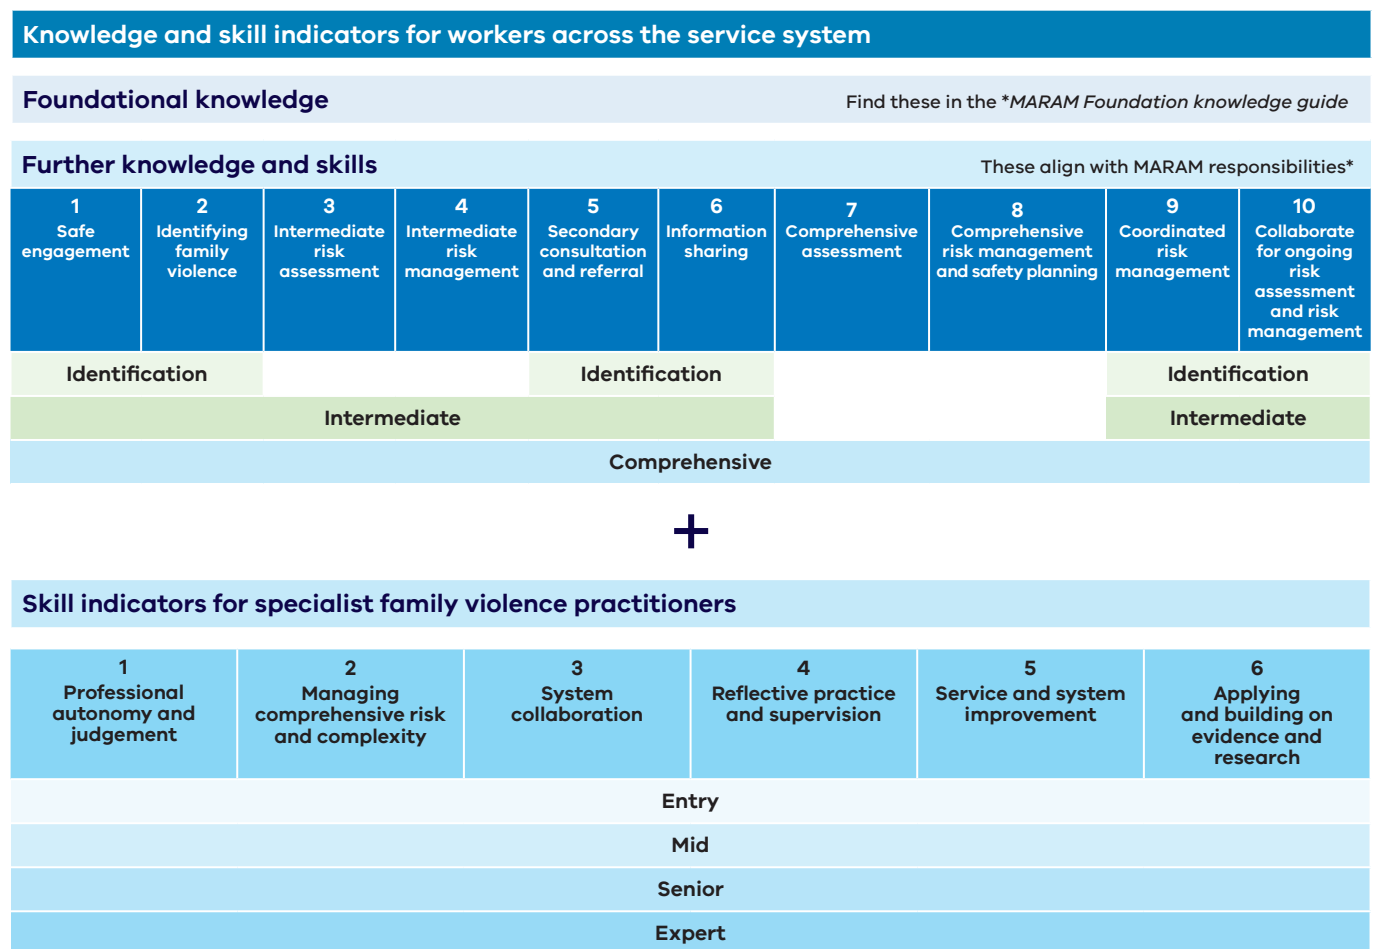 Knowledge and skill indicators for workers across the service system
Foundational knowledge
Find these in the *MARAM Foundation knowledge guide
Further knowledge and skills
These align with MARAM responsibilities*
1
Safe
engagement
2
Identifying
family
violence
3
Intermediate
risk
assessment
4
Intermediate
risk
management
5
Secondary
consultation
and referral
6
Information
sharing
7
Comprehensive
assessment
8
Comprehensive
risk management
and safety planning
9
Coordinated
risk
management
10
Collaborate
for ongoing
risk
assessment
and risk
management
Identification
Identification
Identification
Intermediate
Intermediate
Comprehensive
+
Skill indicators for specialist family violence practitioners
1
Professional
autonomy and
judgement
2
Managing
comprehensive risk
and complexity
3
System
collaboration
4
Reflective practice
and supervision
5
Service and system
improvement
6
Applying
and building on
evidence and
research
Entry
Mid
Senior
Expert